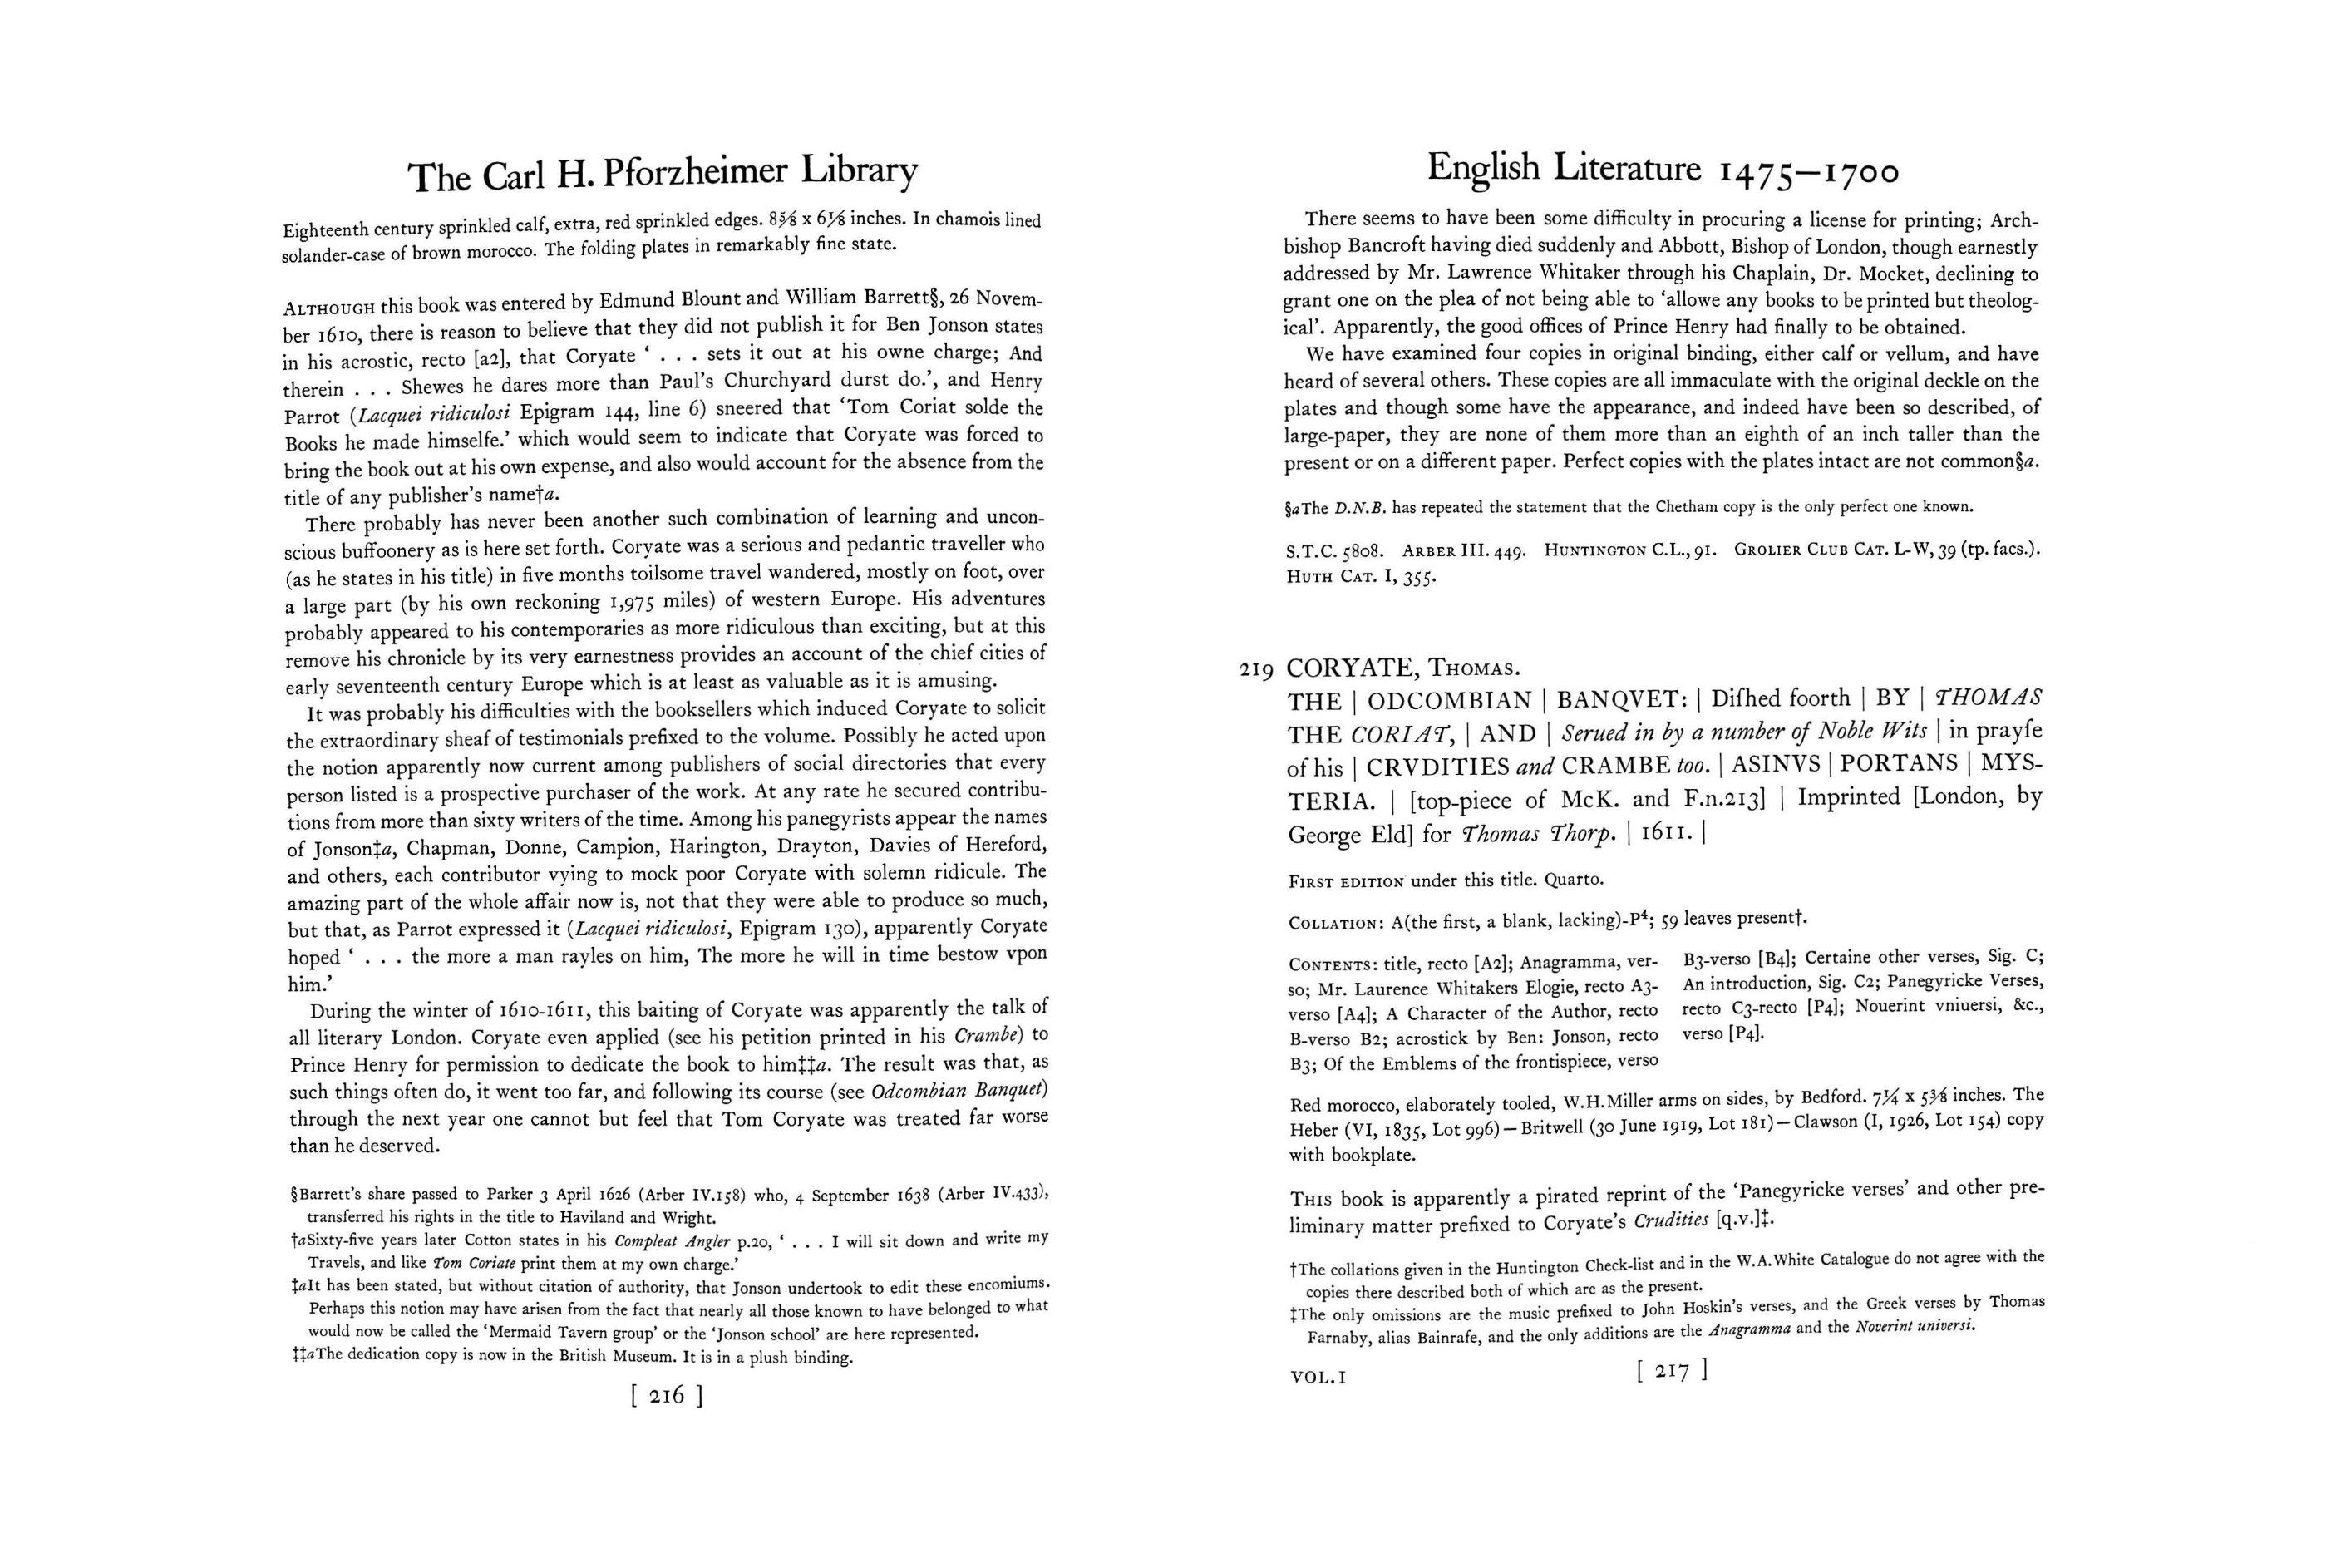 The Carl H. Pforzheimer Library
Eighteenth century sprinkled calf, extra, red sprinkled edges. 8⅝ x 6⅛ inches. In chamois lined
solander-case of brown morocco. The folding plates in remarkably fine state.
ALTHOUGH this book was entered by Edmund Blount and William Barrett§, 26 Novem-
ber 1610, there is reason to believe that they did not publish it for Ben Jonson states
in his acrostic, recto [a2], that Coryate ‘ . . . sets it out at his owne charge; And
therein . . . Shewes he dares more than Paul’s Churchyard durst do.’, and Henry
Parrot (Lacquei ridiculosi Epigram 144, line 6) sneered that ‘Tom Coriat solde the
Books he made himselfe.’ which would seem to indicate that Coryate was forced to
bring the book out at his own expense, and also would account for the absence from the
title of any publisher’s name†a.
There probably has never been another such combination of learning and uncon-
scious buffoonery as is here set forth. Coryate was a serious and pedantic traveller who
(as he states in his title) in five months toilsome travel wandered, mostly on foot, over
a large part (by his own reckoning 1,975 miles) of western Europe. His adventures
probably appeared to his contemporaries as more ridiculous than exciting, but at this
remove his chronicle by its very earnestness provides an account of the chief cities of
early seventeenth century Europe which is at least as valuable as it is amusing.
It was probably his difficulties with the booksellers which induced Coryate to solicit
the extraordinary sheaf of testimonials prefixed to the volume. Possibly he acted upon
the notion apparently now current among publishers of social directories that every
person listed is a prospective purchaser of the work. At any rate he secured contribu-
tions from more than sixty writers of the time. Among his panegyrists appear the names
of Jonson‡a, Chapman, Donne, Campion, Harington, Drayton, Davies of Hereford,
and others, each contributor vying to mock poor Coryate with solemn ridicule. The
amazing part of the whole affair now is, not that they were able to produce so much,
but that, as Parrot expressed it (Lacquei ridiculosi, Epigram 130), apparently Coryate
hoped ‘ . . . the more a man rayles on him, The more he will in time bestow vpon
him.’
During the winter of 1610-1611, this baiting of Coryate was apparently the talk of
all literary London. Coryate even applied (see his petition printed in his Crambe) to
Prince Henry for permission to dedicate the book to him‡‡a. The result was that, as
such things often do, it went too far, and following its course (see Odcombian Banquet)
through the next year one cannot but feel that Tom Coryate was treated far worse
than he deserved.
§Barrett’s share passed to Parker 3 April 1626 (Arber IV.158) who, 4 September 1638 (Arber IV.433),
transferred his rights in the title to Haviland and Wright.
†aSixty-five years later Cotton states in his Compleat Angler p.20, ‘ . . . I will sit down and write my
Travels, and like Tom Coriate print them at my own charge.’
‡aIt has been stated, but without citation of authority, that Jonson undertook to edit these encomiums.
Perhaps this notion may have arisen from the fact that nearly all those known to have belonged to what
would now be called the ‘Mermaid Tavern group’ or the ‘Jonson school’ are here represented.
‡‡aThe dedication copy is now in the British Museum. It is in a plush binding.
[ 216 ]
English Literature 1475–1700
There seems to have been some difficulty in procuring a license for printing; Arch-
bishop Bancroft having died suddenly and Abbott, Bishop of London, though earnestly
addressed by Mr. Lawrence Whitaker through his Chaplain, Dr. Mocket, declining to
grant one on the plea of not being able to ‘allowe any books to be printed but theolog-
ical’. Apparently, the good offices of Prince Henry had finally to be obtained.
We have examined four copies in original binding, either calf or vellum, and have
heard of several others. These copies are all immaculate with the original deckle on the
plates and though some have the appearance, and indeed have been so described, of
large-paper, they are none of them more than an eighth of an inch taller than the
present or on a different paper. Perfect copies with the plates intact are not common§a.
§aThe D.N.B. has repeated the statement that the Chetham copy is the only perfect one known.
S.T.C. 5808. ARBER III. 449. HUNTINGTON C.L., 91. GROLIER CLUB CAT. L-W, 39 (tp. facs.).
HUTH CAT. I, 355.
219 CORYATE, THOMAS.
THE | ODCOMBIAN | BANQVET: | Diſhed foorth | BY | THOMAS
THE CORIAT, | AND | Serued in by a number of Noble Wits | in prayſe
of his | CRVDITIES and CRAMBE too. | ASINVS | PORTANS | MYS-
TERIA. | [top-piece of McK. and F.n.213] | Imprinted [London, by
George Eld] for Thomas Thorp. | 1611. |
FIRST EDITION under this title. Quarto.
COLLATION: A(the first, a blank, lacking)-P⁴; 59 leaves present†.
CONTENTS: title, recto [A2]; Anagramma, ver-
so; Mr. Laurence Whitakers Elogie, recto A3-
verso [A4]; A Character of the Author, recto
B-verso B2; acrostick by Ben: Jonson, recto
B3; Of the Emblems of the frontispiece, verso
B3-verso [B4]; Certaine other verses, Sig. C;
An introduction, Sig. C2; Panegyricke Verses,
recto C3-recto [P4]; Nouerint vniuersi, &c.,
verso [P4].
Red morocco, elaborately tooled, W.H.Miller arms on sides, by Bedford. 7¼ x 5⅜ inches. The
Heber (VI, 1835, Lot 996)—Britwell (30 June 1919, Lot 181)—Clawson (I, 1926, Lot 154) copy
with bookplate.
THIS book is apparently a pirated reprint of the ‘Panegyricke verses’ and other pre-
liminary matter prefixed to Coryate’s Crudities [q.v.]‡.
†The collations given in the Huntington Check-list and in the W.A.White Catalogue do not agree with the
copies there described both of which are as the present.
‡The only omissions are the music prefixed to John Hoskin’s verses, and the Greek verses by Thomas
Farnaby, alias Bainrafe, and the only additions are the Anagramma and the Noverint universi.
VOL.I
[ 217 ]